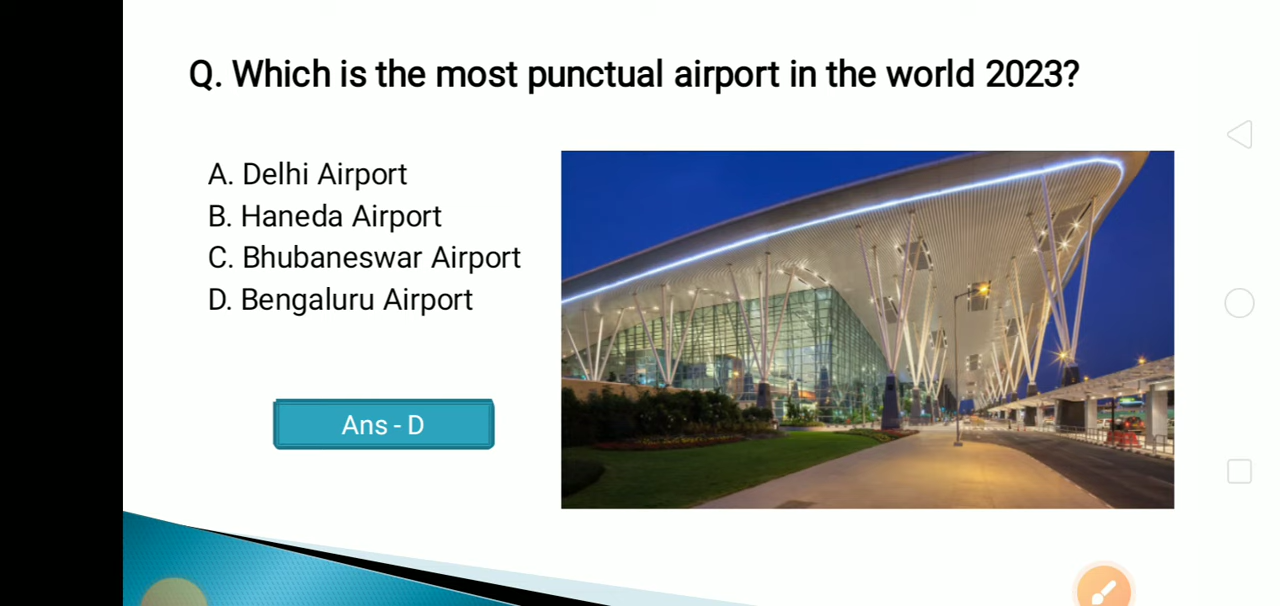 Q. Which is the most punctual airport in the world 2023?
A. Delhi Airport
B. Haneda Airport
C. Bhubaneswar Airport
D. Bengaluru Airport
Ans - D